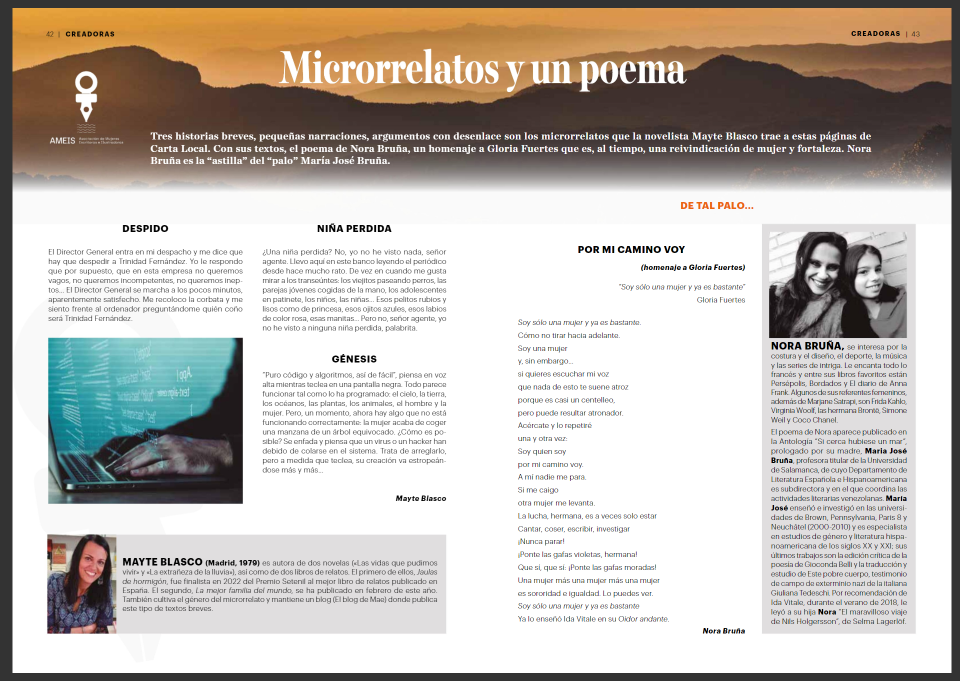 42 | CREADORAS
CREADORAS | 43
Microrrelatos y un poema
AMEIS
Asociación de Mujeres
Escritoras e Ilustradoras
Tres historias breves, pequeñas narraciones, argumentos con desenlace son los microrrelatos que la novelista Mayte Blasco trae a estas páginas de
Carta Local. Con sus textos, el poema de Nora Bruña, un homenaje a Gloria Fuertes que es, al tiempo, una reivindicación de mujer y fortaleza. Nora
Bruña es la “astilla” del “palo” María José Bruña.
DESPIDO
El Director General entra en mi despacho y me dice que
hay que despedir a Trinidad Fernández. Yo le respondo
que por supuesto, que en esta empresa no queremos
vagos, no queremos incompetentes, no queremos inep-
tos... El Director General se marcha a los pocos minutos,
aparentemente satisfecho. Me recoloco la corbata y me
siento frente al ordenador preguntándome quién coño
será Trinidad Fernández.
NIÑA PERDIDA
¿Una niña perdida? No, yo no he visto nada, señor
agente. Llevo aquí en este banco leyendo el periódico
desde hace mucho rato. De vez en cuando me gusta
mirar a los transeúntes: los viejitos paseando perros, las
parejas jóvenes cogidas de la mano, los adolescentes
en patinete, los niños, las niñas... Esos pelitos rubios y
lisos como de princesa, esos ojitos azules, esos labios
de color rosa, esas manitas... Pero no, señor agente, yo
no he visto a ninguna niña perdida, palabrita.
GÉNESIS
“Puro código y algoritmos, así de fácil”, piensa en voz
alta mientras teclea en una pantalla negra. Todo parece
funcionar tal como lo ha programado: el cielo, la tierra,
los océanos, las plantas, los animales, el hombre y la
mujer. Pero, un momento, ahora hay algo que no está
funcionando correctamente: la mujer acaba de coger
una manzana de un árbol equivocado. ¿Cómo es po-
sible? Se enfada y piensa que un virus o un hacker han
debido de colarse en el sistema. Trata de arreglarlo,
pero a medida que teclea, su creación va estropeán-
dose más y más...
Mayte Blasco
MAYTE BLASCO (Madrid, 1979) es autora de dos novelas («Las vidas que pudimos
vivir» y «La extrañeza de la lluvia»), así como de dos libros de relatos. El primero de ellos, Jaulas
de hormigón, fue finalista en 2022 del Premio Setenil al mejor libro de relatos publicado en
España. El segundo, La mejor familia del mundo, se ha publicado en febrero de este año.
También cultiva el género del microrrelato y mantiene un blog (El blog de Mae) donde publica
este tipo de textos breves.
DE TAL PALO...
POR MI CAMINO VOY
(homenaje a Gloria Fuertes)
“Soy sólo una mujer y ya es bastante”
Gloria Fuertes
Soy sólo una mujer y ya es bastante.
Cómo no tirar hacia adelante.
Soy una mujer
y, sin embargo...
si quieres escuchar mi voz
que nada de esto te suene atroz
porque es casi un centelleo,
pero puede resultar atronador.
Acércate y lo repetiré
una y otra vez:
Soy quien soy
por mi camino voy.
A mí nadie me para.
Si me caigo
otra mujer me levanta.
La lucha, hermana, es a veces solo estar
Cantar, coser, escribir, investigar
¡Nunca parar!
¡Ponte las gafas violetas, hermana!
Que sí, que sí: ¡Ponte las gafas moradas!
Una mujer más una mujer más una mujer
es sororidad e igualdad. Lo puedes ver.
Soy sólo una mujer y ya es bastante
Ya lo enseñó Ida Vitale en su Oidor andante.
Nora Bruña
NORA BRUÑA, se interesa por la
costura y el diseño, el deporte, la música
y las series de intriga. Le encanta todo lo
francés y entre sus libros favoritos están
Persépolis, Bordados y El diario de Anna
Frank. Algunos de sus referentes femeninos,
además de Marjane Satrapi, son Frida Kahlo,
Virginia Woolf, las hermana Brontë, Simone
Weil y Coco Chanel.
El poema de Nora aparece publicado en
la Antología “Si cerca hubiese un mar”,
prologado por su madre, Maria José
Bruña, profesora titular de la Universidad
de Salamanca, de cuyo Departamento de
Literatura Española e Hispanoamericana
es subdirectora y en el que coordina las
actividades literarias venezolanas. María
José enseñó e investigó en las universi-
dades de Brown, Pennsylvania, Paris 8 y
Neuchâtel (2000-2010) y es especialista
en estudios de género y literatura hispa-
noamericana de los siglos XX y XXI; sus
últimos trabajos son la edición crítica de la
poesía de Gioconda Belli y la traducción y
estudio de Este pobre cuerpo, testimonio
de campo de exterminio nazi de la italiana
Giuliana Tedeschi. Por recomendación de
Ida Vitale, durante el verano de 2018, le
leyó a su hija Nora “El maravilloso viaje
de Nils Holgersson”, de Selma Lagerlöf.